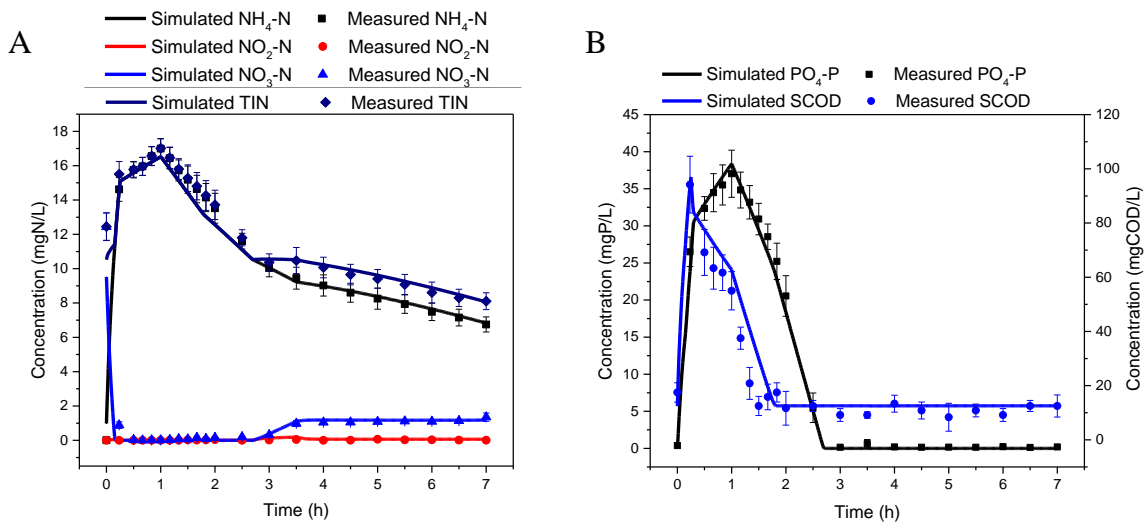 A
Simulated NH4-N Measured NH4-N
Simulated NO2-N Measured NO2-N
Simulated NO3-N Measured NO3-N
Simulated TIN Measured TIN
18
16
14
12
10
8
6
4
2
0
Concentration (mgN/L)
0 1 2 3 4 5 6 7
Time (h)
B
Simulated PO4-P Measured PO4-P
Simulated SCOD Measured SCOD
45
40
35
30
25
20
15
10
5
0
Concentration (mgP/L)
120
100
80
60
40
20
0
Concentration (mgCOD/L)
0 1 2 3 4 5 6 7
Time (h)